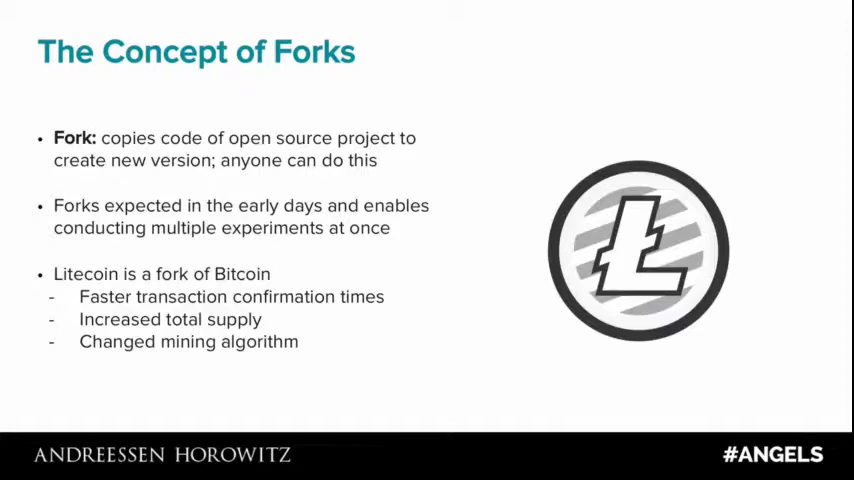 The Concept of Forks
• Fork: copies code of open source project to
create new version; anyone can do this
• Forks expected in the early days and enables
conducting multiple experiments at once
• Litecoin is a fork of Bitcoin
- Faster transaction confirmation times
- Increased total supply
- Changed mining algorithm
ANDREESSEN HOROWITZ
#ANGELS